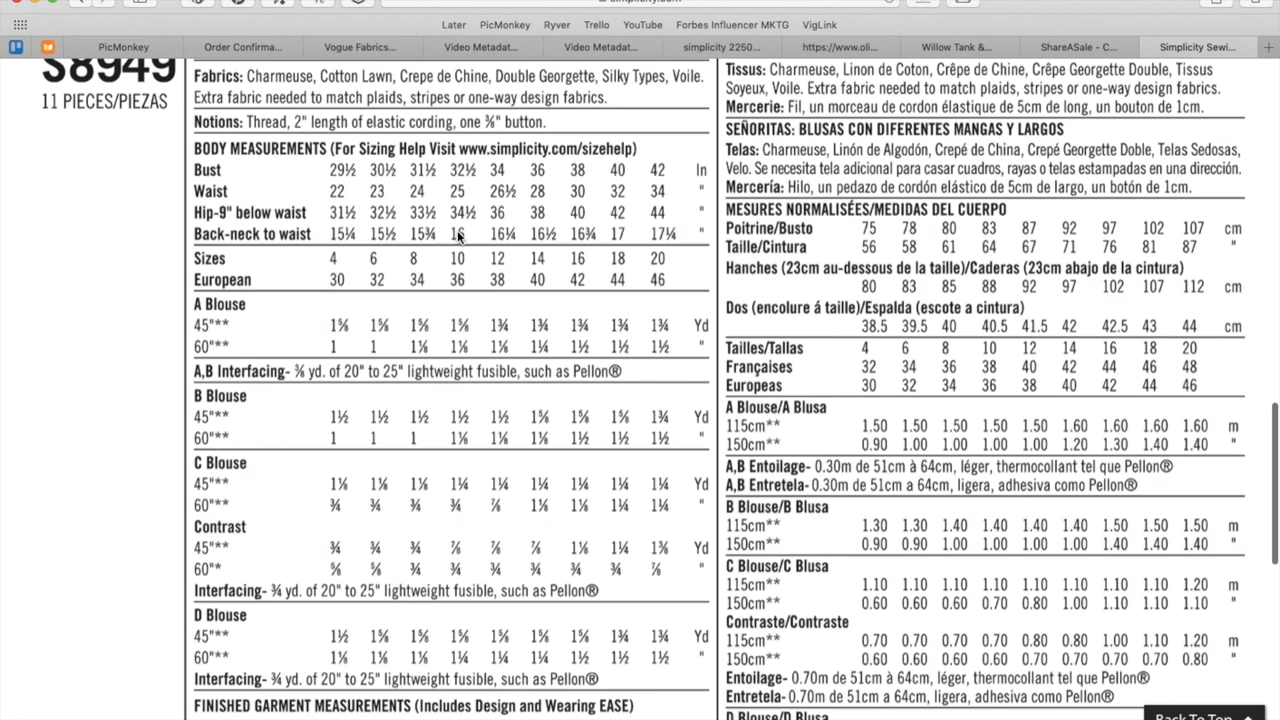 simplicity.com
Later PicMonkey Ryver Trello YouTube Forbes Influencer MKTG VigLink
PicMonkey Order Confirma... Vogue Fabrics... Video Metadat... Video Metadat... simplicity 2250... https://www.oli... Willow Tank &... ShareASale - C... Simplicity Sewi...
S8949
11 PIECES/PIEZAS
Fabrics: Charmeuse, Cotton Lawn, Crepe de Chine, Double Georgette, Silky Types, Voile.
Extra fabric needed to match plaids, stripes or one-way design fabrics.
Notions: Thread, 2" length of elastic cording, one ⅜" button.
BODY MEASUREMENTS (For Sizing Help Visit www.simplicity.com/sizehelp)
Bust 29½ 30½ 31½ 32½ 34 36 38 40 42 In
Waist 22 23 24 25 26½ 28 30 32 34 "
Hip-9" below waist 31½ 32½ 33½ 34½ 36 38 40 42 44 "
Back-neck to waist 15¼ 15½ 15¾ 16 16¼ 16½ 16¾ 17 17¼ "
Sizes 4 6 8 10 12 14 16 18 20
European 30 32 34 36 38 40 42 44 46
A Blouse
45"** 1⅝ 1⅝ 1⅝ 1⅝ 1¾ 1¾ 1¾ 1¾ 1¾ Yd
60"** 1 1 1⅛ 1⅛ 1⅛ 1¼ 1½ 1½ 1½ "
A,B Interfacing- ⅜ yd. of 20" to 25" lightweight fusible, such as Pellon®
B Blouse
45"** 1½ 1½ 1½ 1½ 1½ 1⅝ 1⅝ 1⅝ 1¾ Yd
60"** 1 1 1 1⅛ 1⅛ 1⅛ 1½ 1½ 1½ "
C Blouse
45"** 1⅛ 1⅛ 1⅛ 1¼ 1¼ 1¼ 1¼ 1¼ 1¼ Yd
60"** ¾ ¾ ¾ ¾ ⅞ 1⅛ 1⅛ 1¼ 1¼ "
Contrast
45"** ¾ ¾ ¾ ⅞ ⅞ ⅞ 1⅛ 1¼ 1⅜ Yd
60"* ⅝ ⅝ ⅝ ¾ ¾ ¾ ¾ ¾ ⅞ "
Interfacing- ¾ yd. of 20" to 25" lightweight fusible, such as Pellon®
D Blouse
45"** 1½ 1⅝ 1⅝ 1⅝ 1⅝ 1⅝ 1⅝ 1¾ 1¾ Yd
60"** 1⅛ 1⅛ 1⅛ 1¼ 1¼ 1¼ 1½ 1½ 1½ "
Interfacing- ¾ yd. of 20" to 25" lightweight fusible, such as Pellon®
FINISHED GARMENT MEASUREMENTS (Includes Design and Wearing EASE)
Tissus: Charmeuse, Linon de Coton, Crêpe de Chine, Crêpe Georgette Double, Tissus
Soyeux, Voile. Extra fabric needed to match plaids, stripes or one-way design fabrics.
Mercerie: Fil, un morceau de cordon élastique de 5cm de long, un bouton de 1cm.
SEÑORITAS: BLUSAS CON DIFERENTES MANGAS Y LARGOS
Telas: Charmeuse, Linón de Algodón, Crepé de China, Crepé Georgette Doble, Telas Sedosas,
Velo. Se necesita tela adicional para casar cuadros, rayas o telas estampadas en una dirección.
Mercería: Hilo, un pedazo de cordón elástico de 5cm de largo, un botón de 1cm.
MESURES NORMALISÉES/MEDIDAS DEL CUERPO
Poitrine/Busto 75 78 80 83 87 92 97 102 107 cm
Taille/Cintura 56 58 61 64 67 71 76 81 87 "
Hanches (23cm au-dessous de la taille)/Caderas (23cm abajo de la cintura)
80 83 85 88 92 97 102 107 112 cm
Dos (encolure á taille)/Espalda (escote a cintura)
38.5 39.5 40 40.5 41.5 42 42.5 43 44 cm
Tailles/Tallas 4 6 8 10 12 14 16 18 20
Françaises 32 34 36 38 40 42 44 46 48
Europeas 30 32 34 36 38 40 42 44 46
A Blouse/A Blusa
115cm** 1.50 1.50 1.50 1.50 1.50 1.60 1.60 1.60 1.60 m
150cm** 0.90 1.00 1.00 1.00 1.00 1.20 1.30 1.40 1.40 "
A,B Entoilage- 0.30m de 51cm à 64cm, léger, thermocollant tel que Pellon®
A,B Entretela- 0.30m de 51cm a 64cm, ligera, adhesiva como Pellon®
B Blouse/B Blusa
115cm** 1.30 1.30 1.40 1.40 1.40 1.40 1.50 1.50 1.50 m
150cm** 0.90 0.90 1.00 1.00 1.00 1.00 1.40 1.40 1.40 "
C Blouse/C Blusa
115cm** 1.10 1.10 1.10 1.10 1.10 1.10 1.10 1.10 1.20 m
150cm** 0.60 0.60 0.60 0.70 0.80 1.00 1.10 1.10 1.10 "
Contraste/Contraste
115cm** 0.70 0.70 0.70 0.70 0.80 0.80 1.00 1.10 1.20 m
150cm** 0.60 0.60 0.60 0.60 0.70 0.70 0.70 0.70 0.80 "
Entoilage- 0.70m de 51cm à 64cm, léger, thermocollant tel que Pellon®
Entretela- 0.70m de 51cm a 64cm, ligera, adhesiva como Pellon®
D Blouse/D Blusa
Back To Top